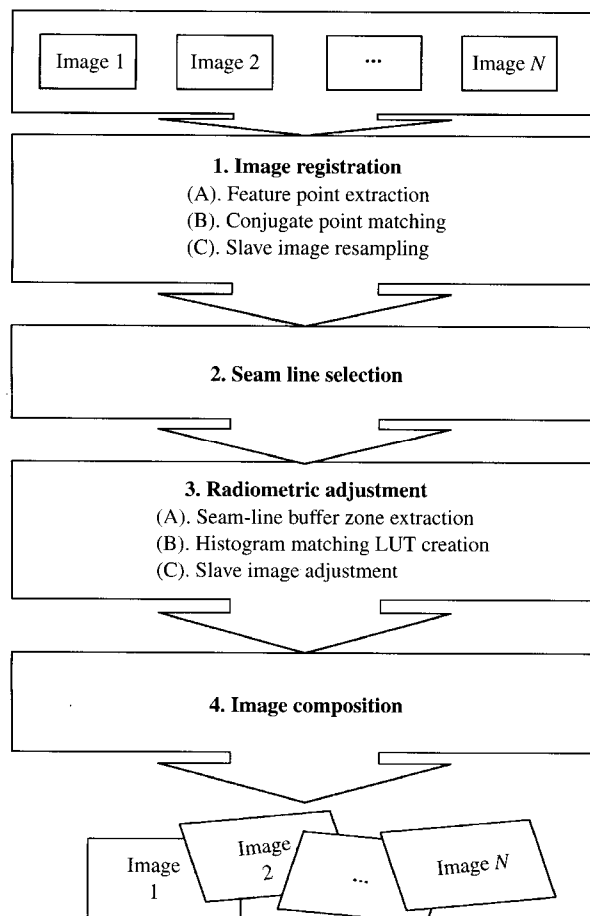 Image 1
Image 2
...
Image N
1. Image registration
(A). Feature point extraction
(B). Conjugate point matching
(C). Slave image resampling
2. Seam line selection
3. Radiometric adjustment
(A). Seam-line buffer zone extraction
(B). Histogram matching LUT creation
(C). Slave image adjustment
4. Image composition
Image
1
Image
2
...
Image N